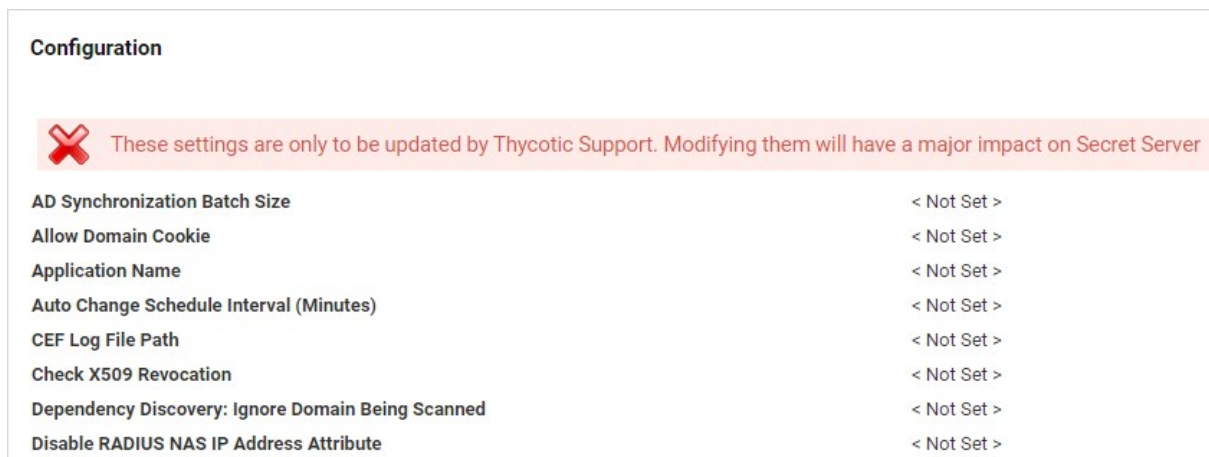 Configuration
These settings are only to be updated by Thycotic Support. Modifying them will have a major impact on Secret Server
AD Synchronization Batch Size < Not Set >
Allow Domain Cookie < Not Set >
Application Name < Not Set >
Auto Change Schedule Interval (Minutes) < Not Set >
CEF Log File Path < Not Set >
Check X509 Revocation < Not Set >
Dependency Discovery: Ignore Domain Being Scanned < Not Set >
Disable RADIUS NAS IP Address Attribute < Not Set >